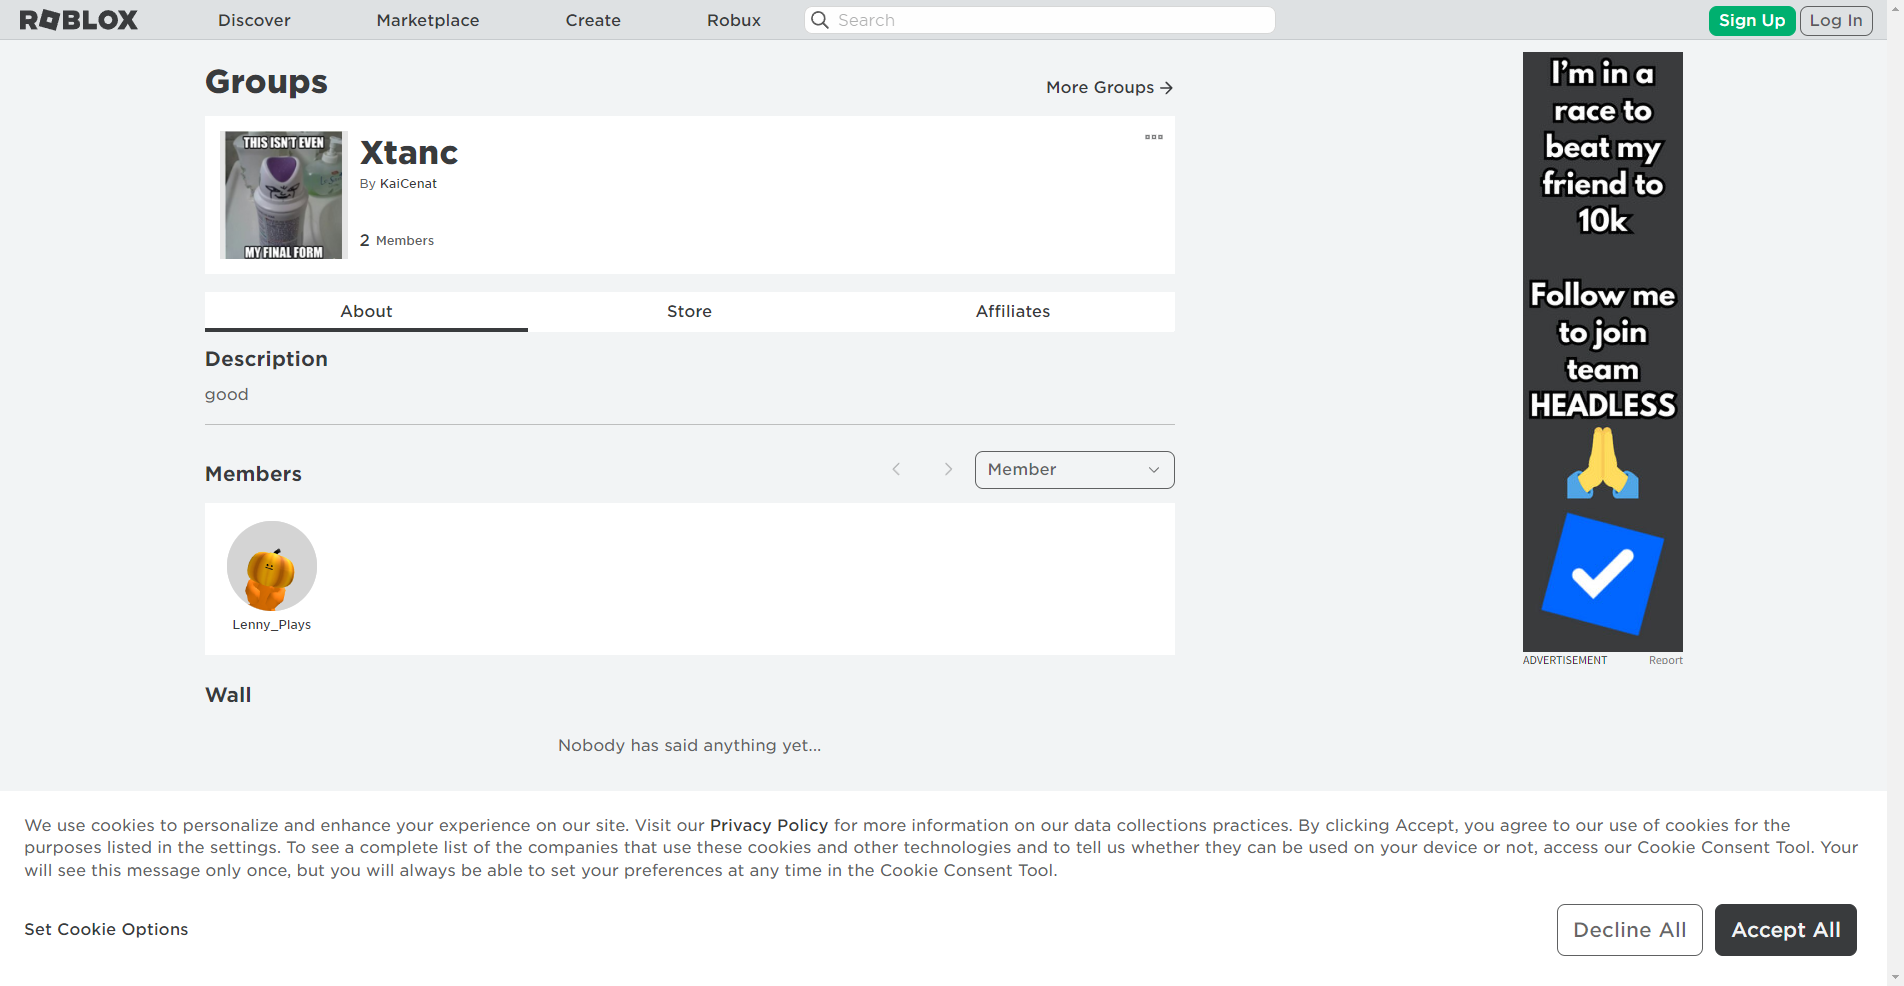 ROBLOX
Discover
Marketplace
Create
Robux
Search
Sign Up
Log In
Groups
More Groups
THIS ISN'T EVEN
MY FINAL FORM
Xtanc
By KaiCenat
2 Members
About
Store
Affiliates
Description
good
Members
Member
Lenny_Plays
Wall
Nobody has said anything yet...
I'm in a
race to
beat my
friend to
10k
Follow me
to join
team
HEADLESS
ADVERTISEMENT
Report
We use cookies to personalize and enhance your experience on our site. Visit our Privacy Policy for more information on our data collections practices. By clicking Accept, you agree to our use of cookies for the
purposes listed in the settings. To see a complete list of the companies that use these cookies and other technologies and to tell us whether they can be used on your device or not, access our Cookie Consent Tool. Your
will see this message only once, but you will always be able to set your preferences at any time in the Cookie Consent Tool.
Set Cookie Options
Decline All
Accept All